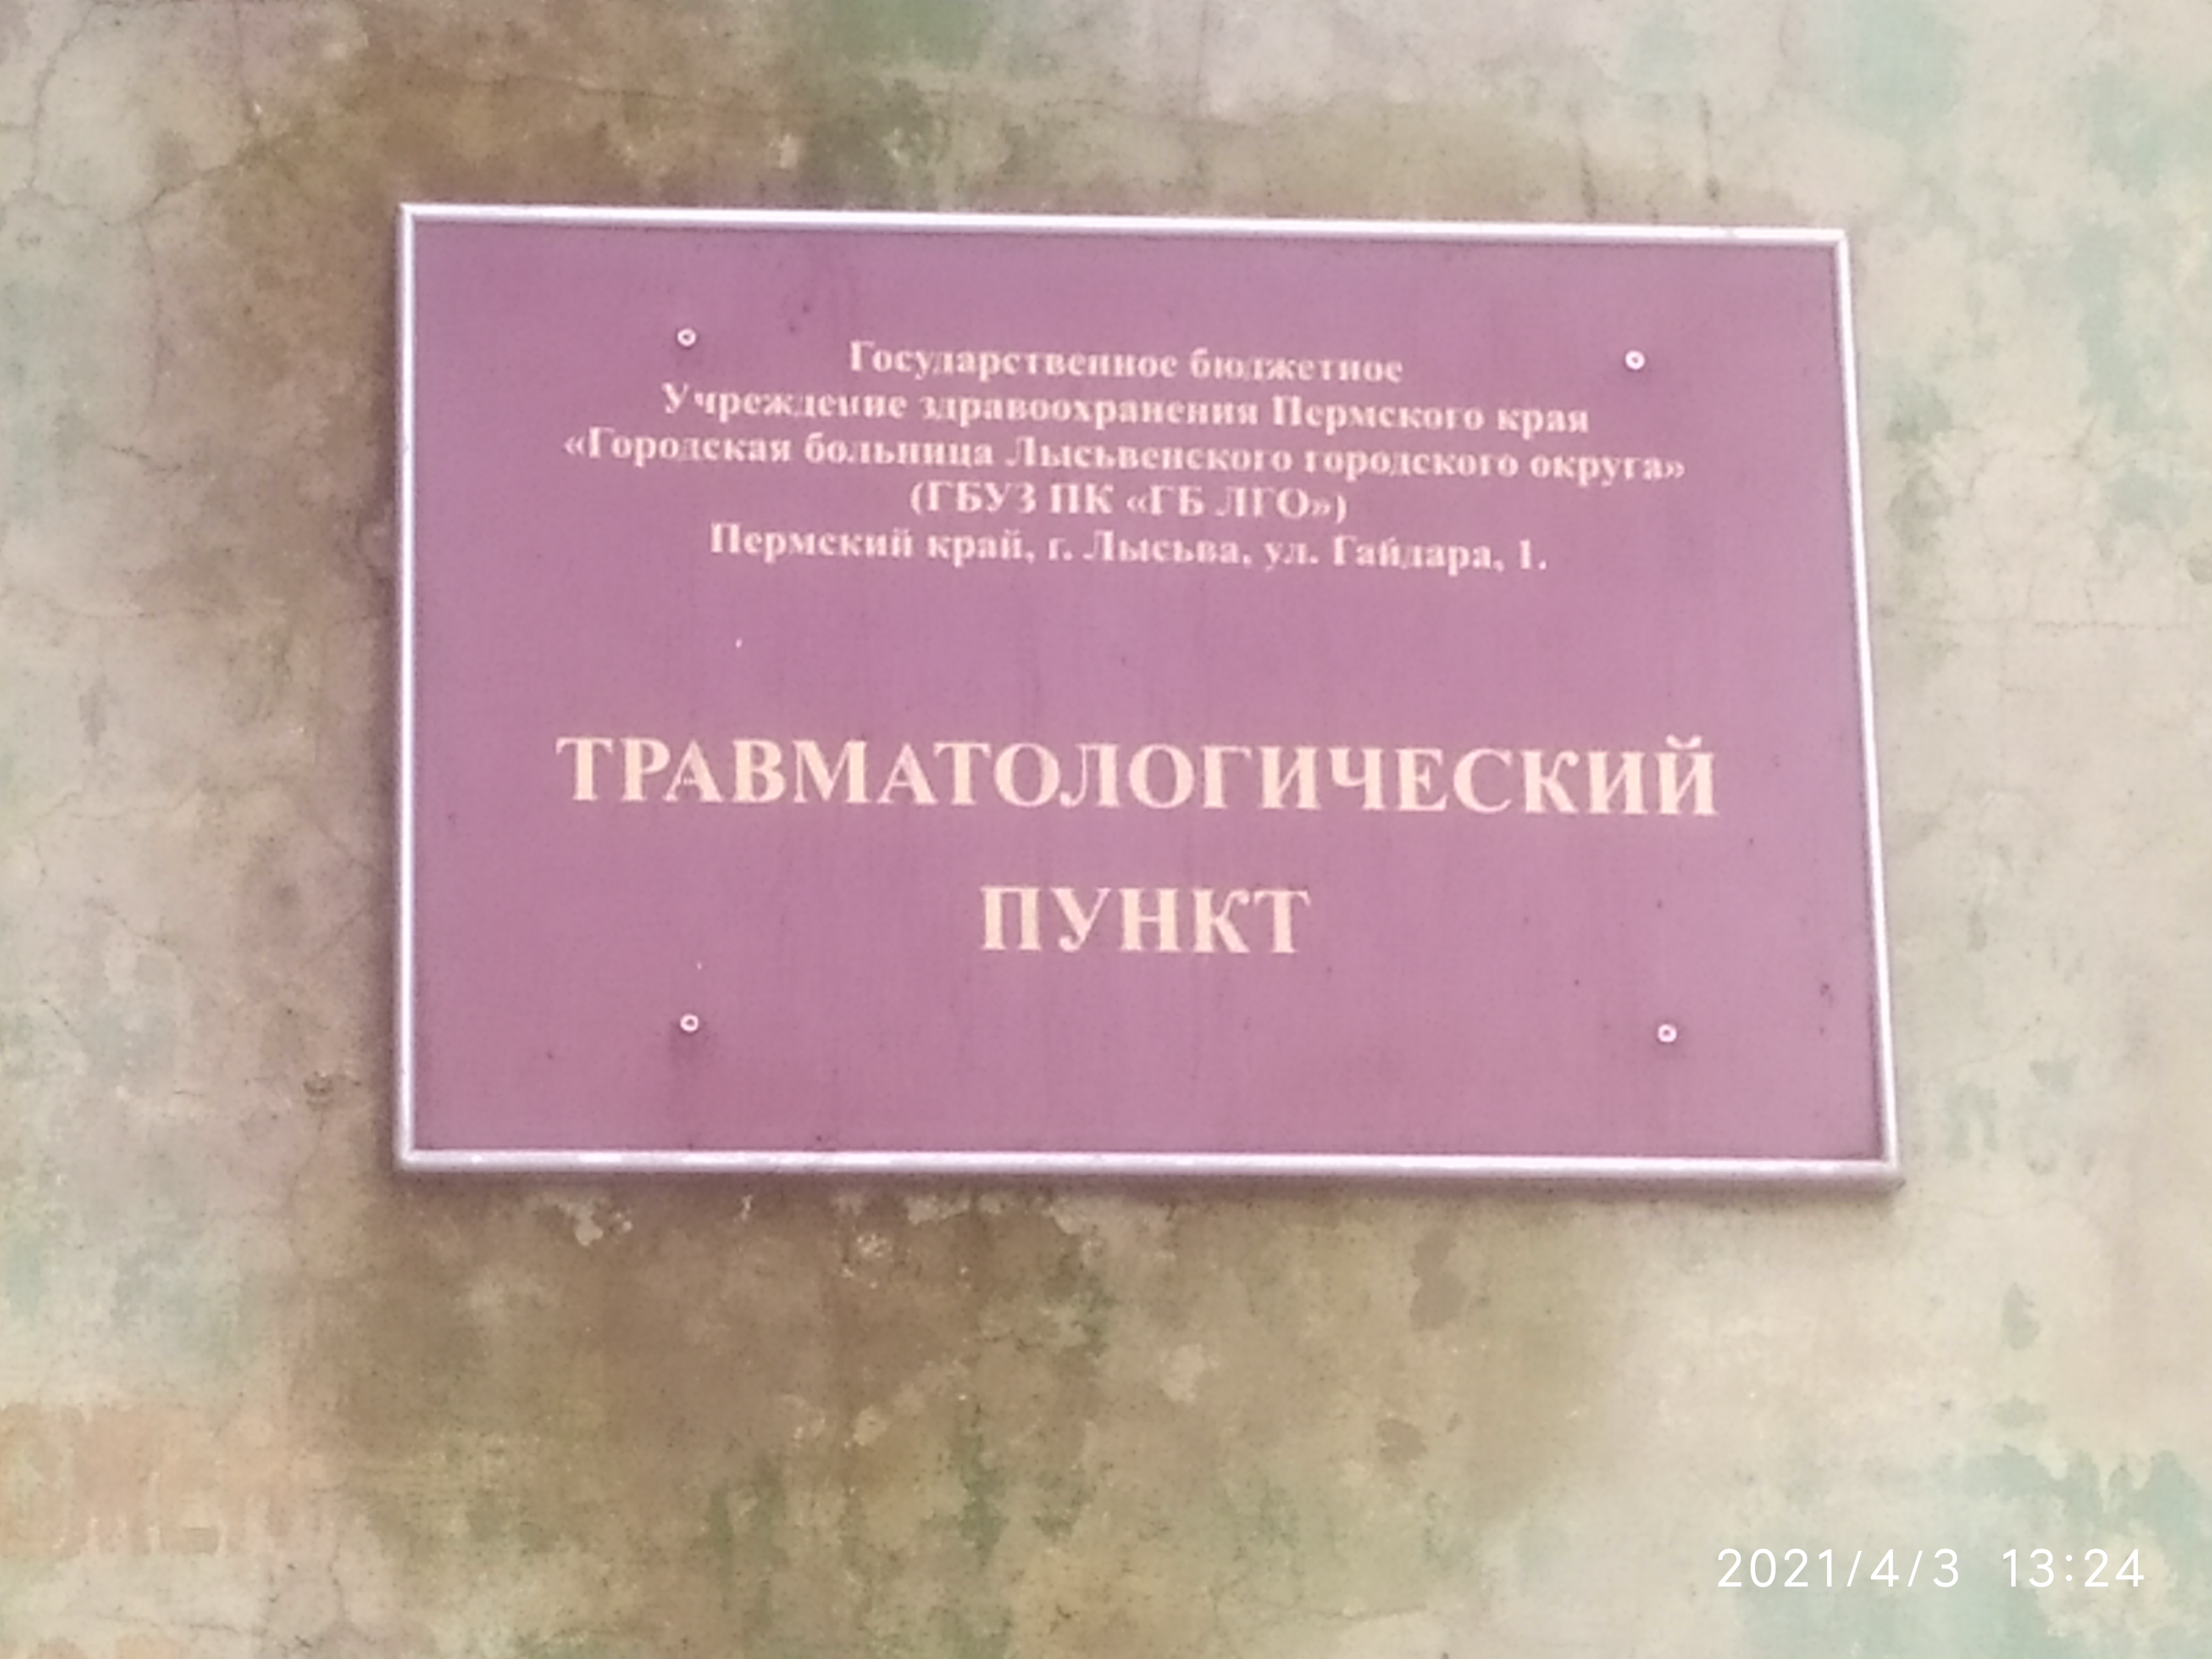 Государственное бюджетное
Учреждение здравоохранения Пермского края
«Городская больница Лысьвенского городского округа»
(ГБУЗ ПК «ГБ ЛГО»)
Пермский край, г. Лысьва, ул. Гайдара, 1.
ТРАВМАТОЛОГИЧЕСКИЙ
ПУНКТ
2021/4/3 13:24